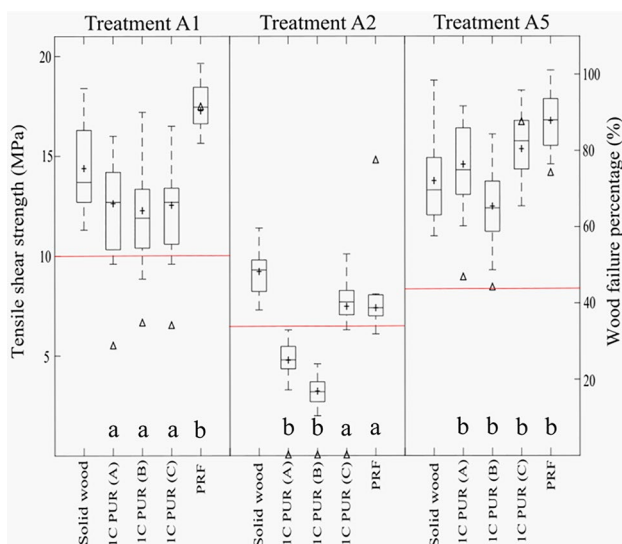 Treatment A1 Treatment A2 Treatment A5
Tensile shear strength (MPa)
20
15
10
5
Wood failure percentage (%)
100
80
60
40
20
a a a b
b b a a
b b b b
Solid wood
1C PUR (A)
1C PUR (B)
1C PUR (C)
PRF
Solid wood
1C PUR (A)
1C PUR (B)
1C PUR (C)
PRF
Solid wood
1C PUR (A)
1C PUR (B)
1C PUR (C)
PRF